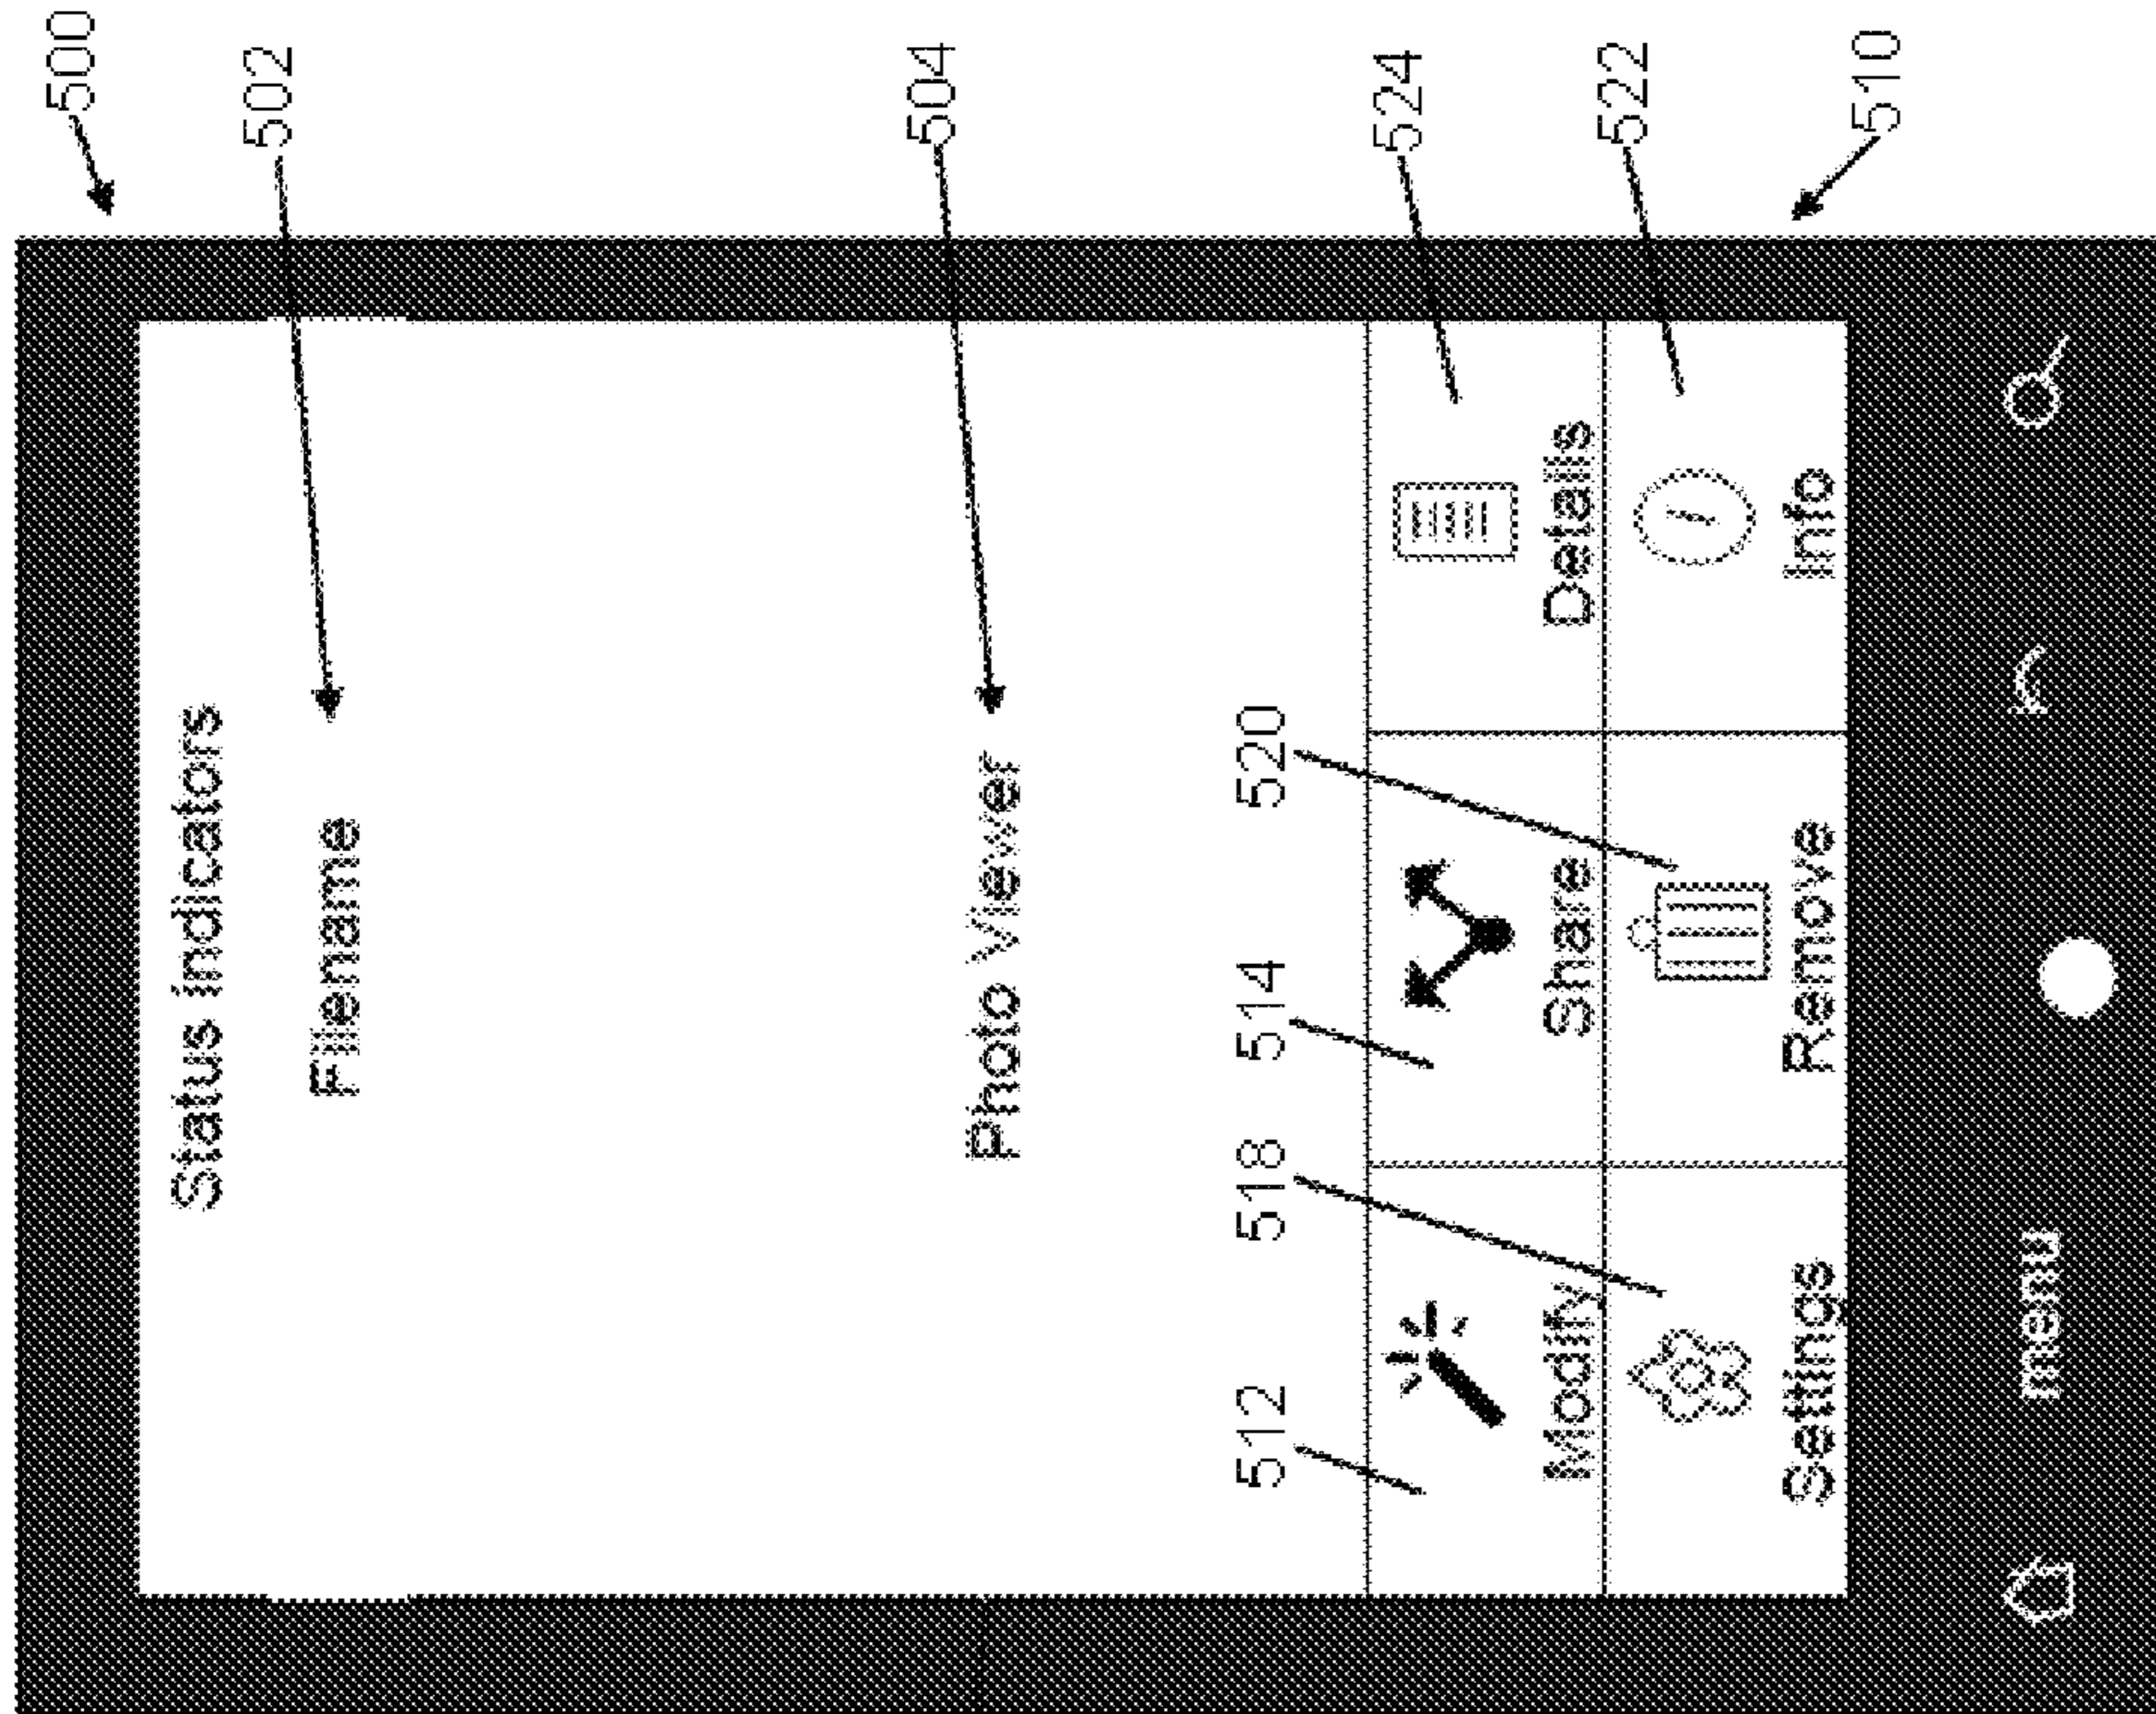 500
Status indicators
502
Filename
504
Photo Viewer
512
518
514
520
524
Modify
Share
Details
522
Settings
Remove
Info
510
menu